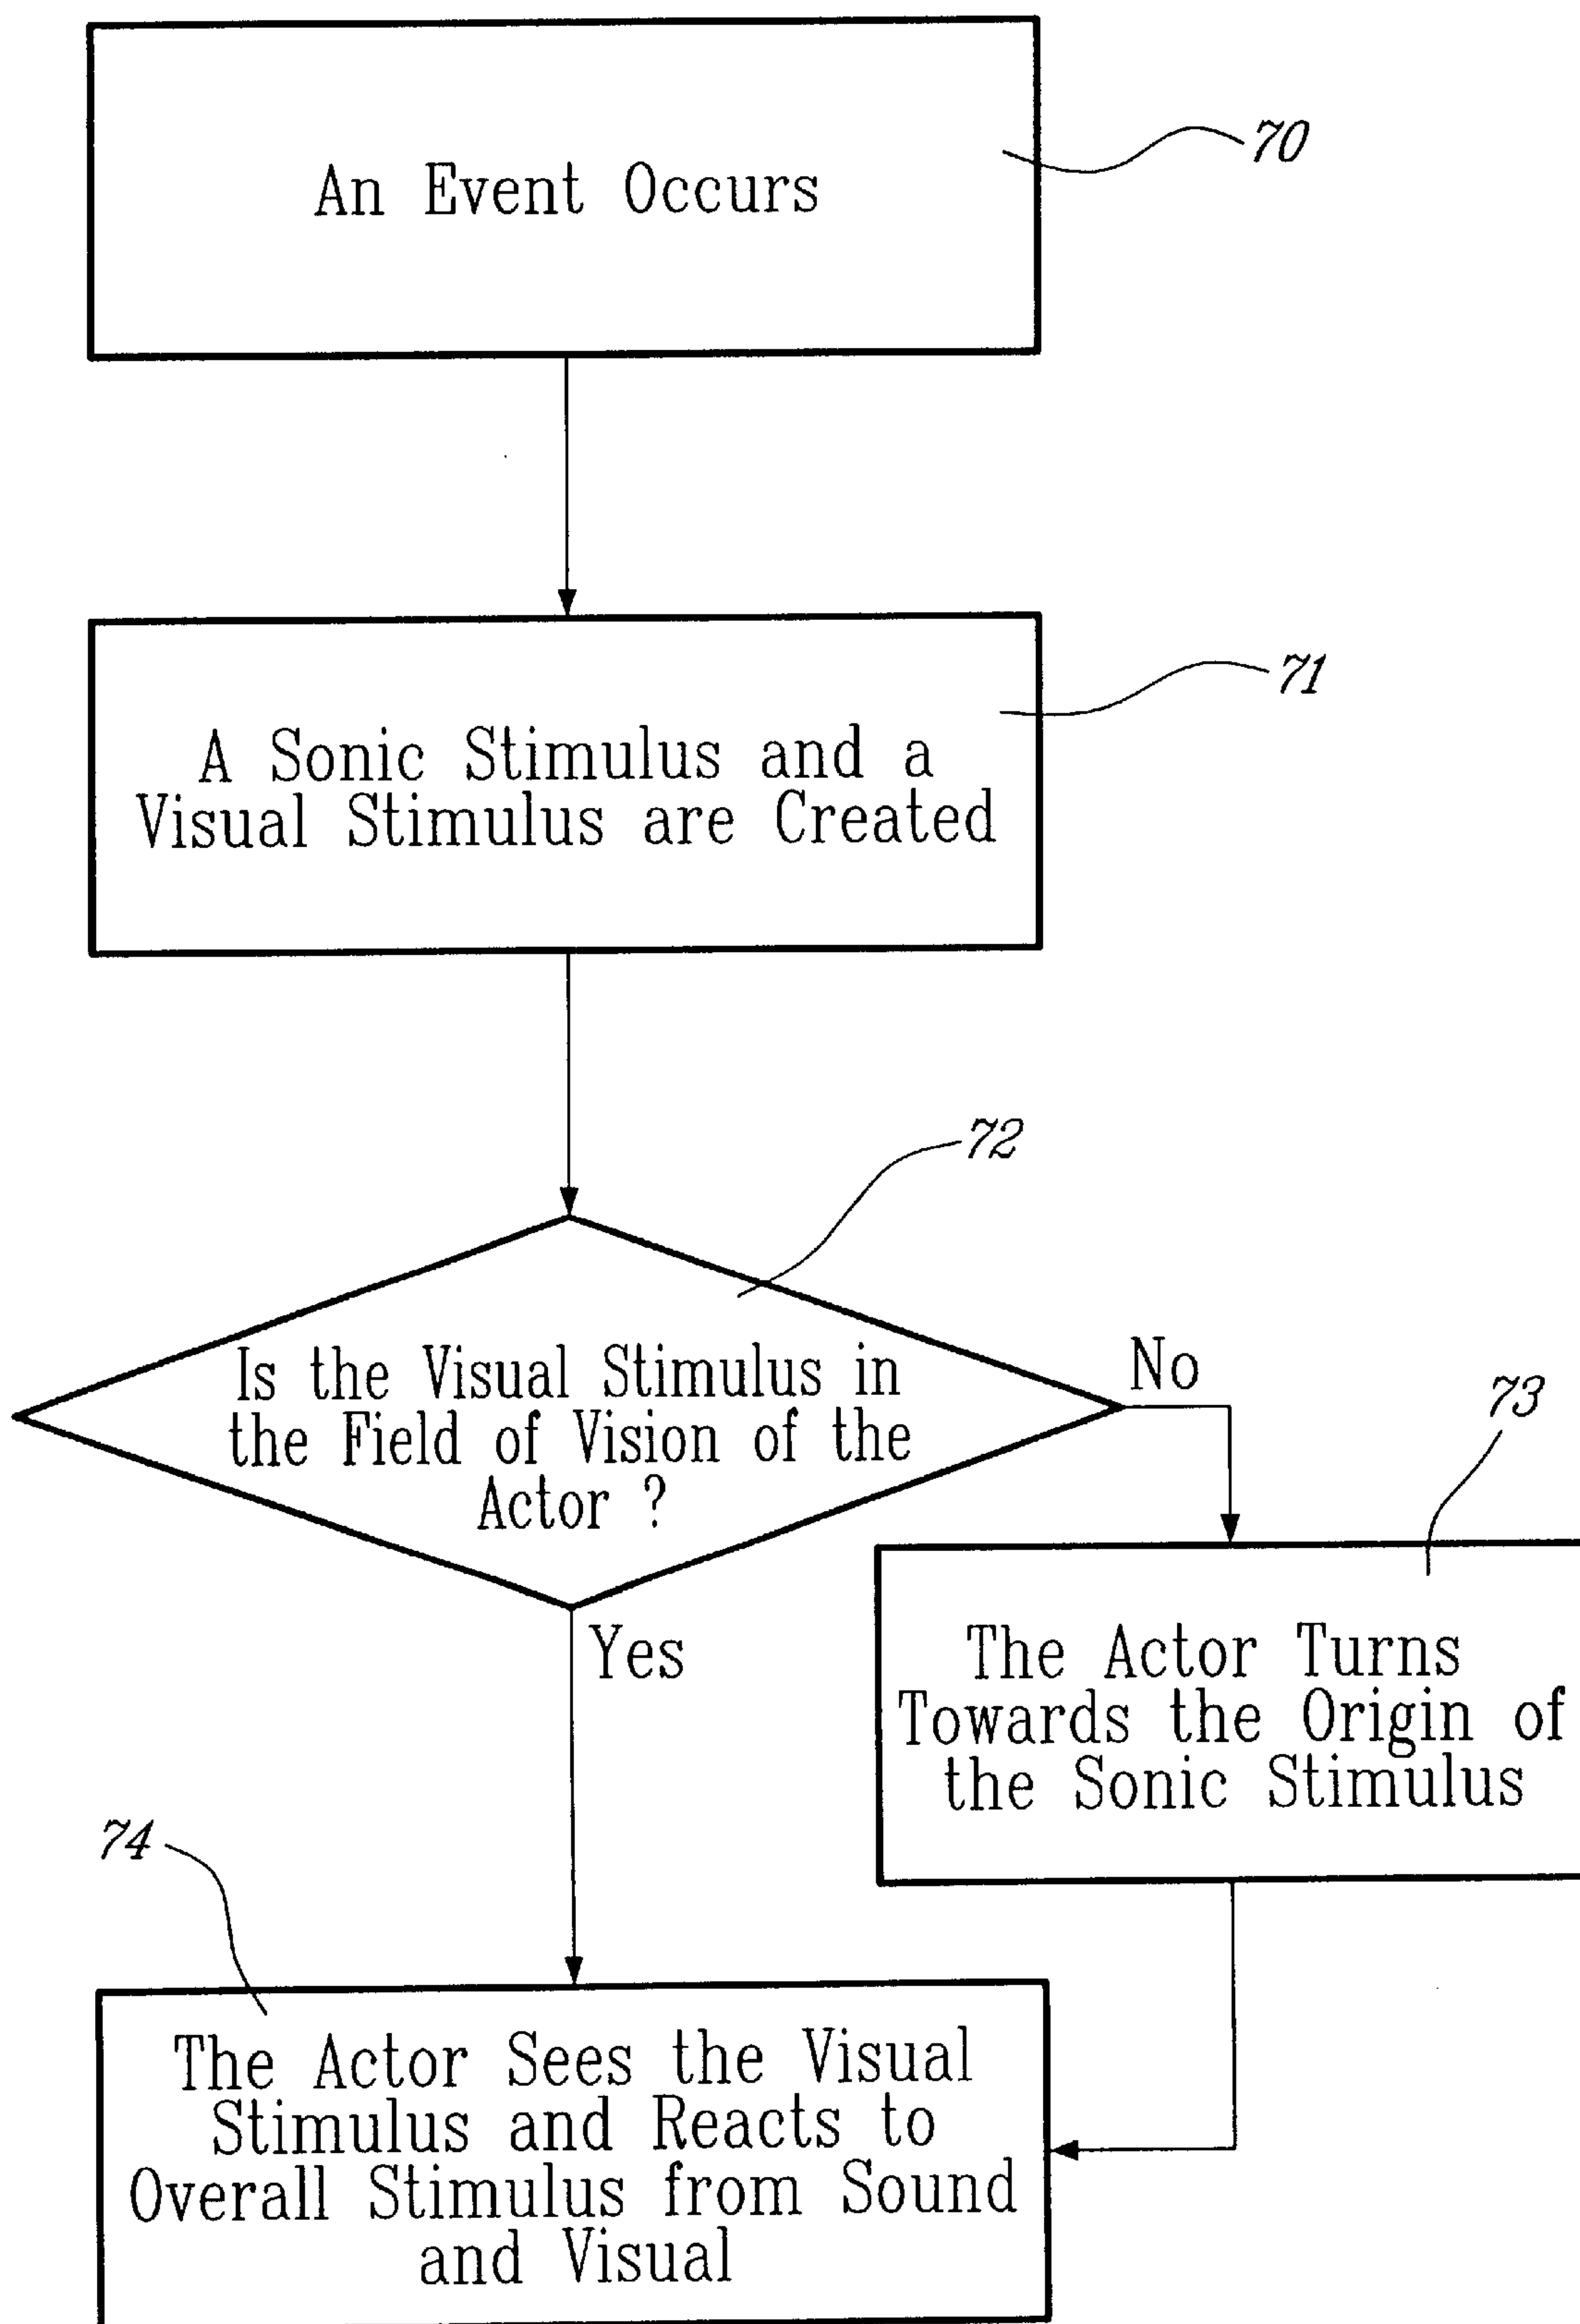 An Event Occurs
70
A Sonic Stimulus and a
Visual Stimulus are Created
71
72
Is the Visual Stimulus in
the Field of Vision of the
Actor ?
No
Yes
73
The Actor Turns
Towards the Origin of
the Sonic Stimulus
74
The Actor Sees the Visual
Stimulus and Reacts to
Overall Stimulus from Sound
and Visual